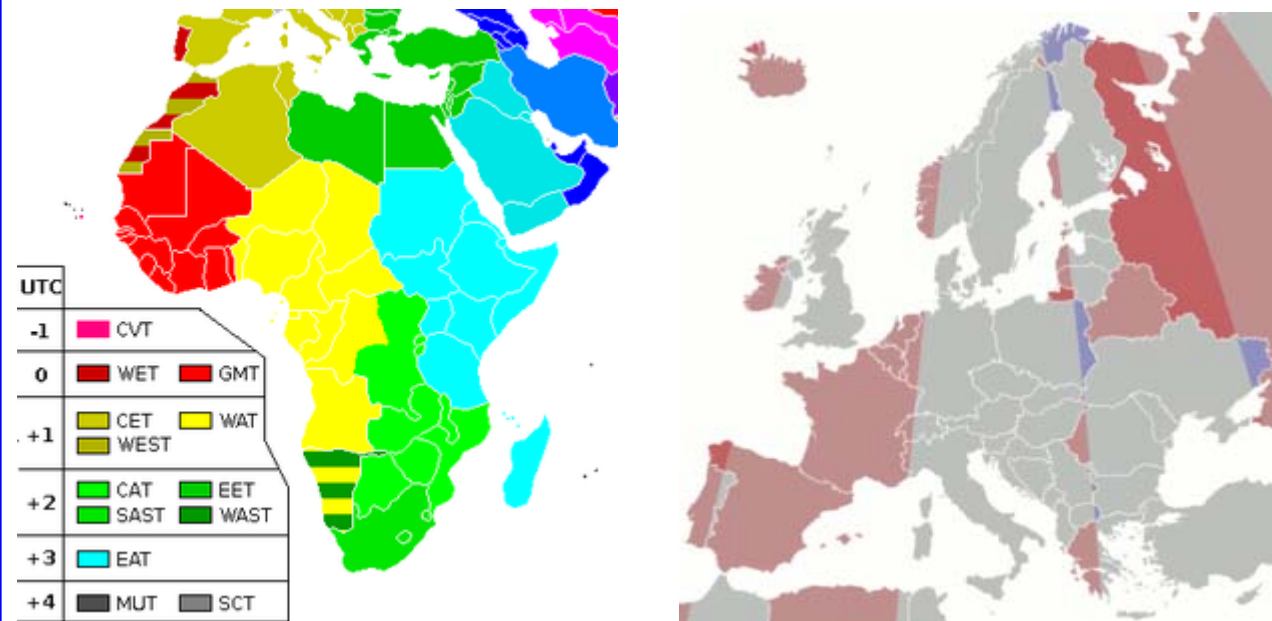 UTC
-1 CVT
0 WET GMT
+1 CET WAT
WEST
+2 CAT EET
SAST WAST
+3 EAT
+4 MUT SCT